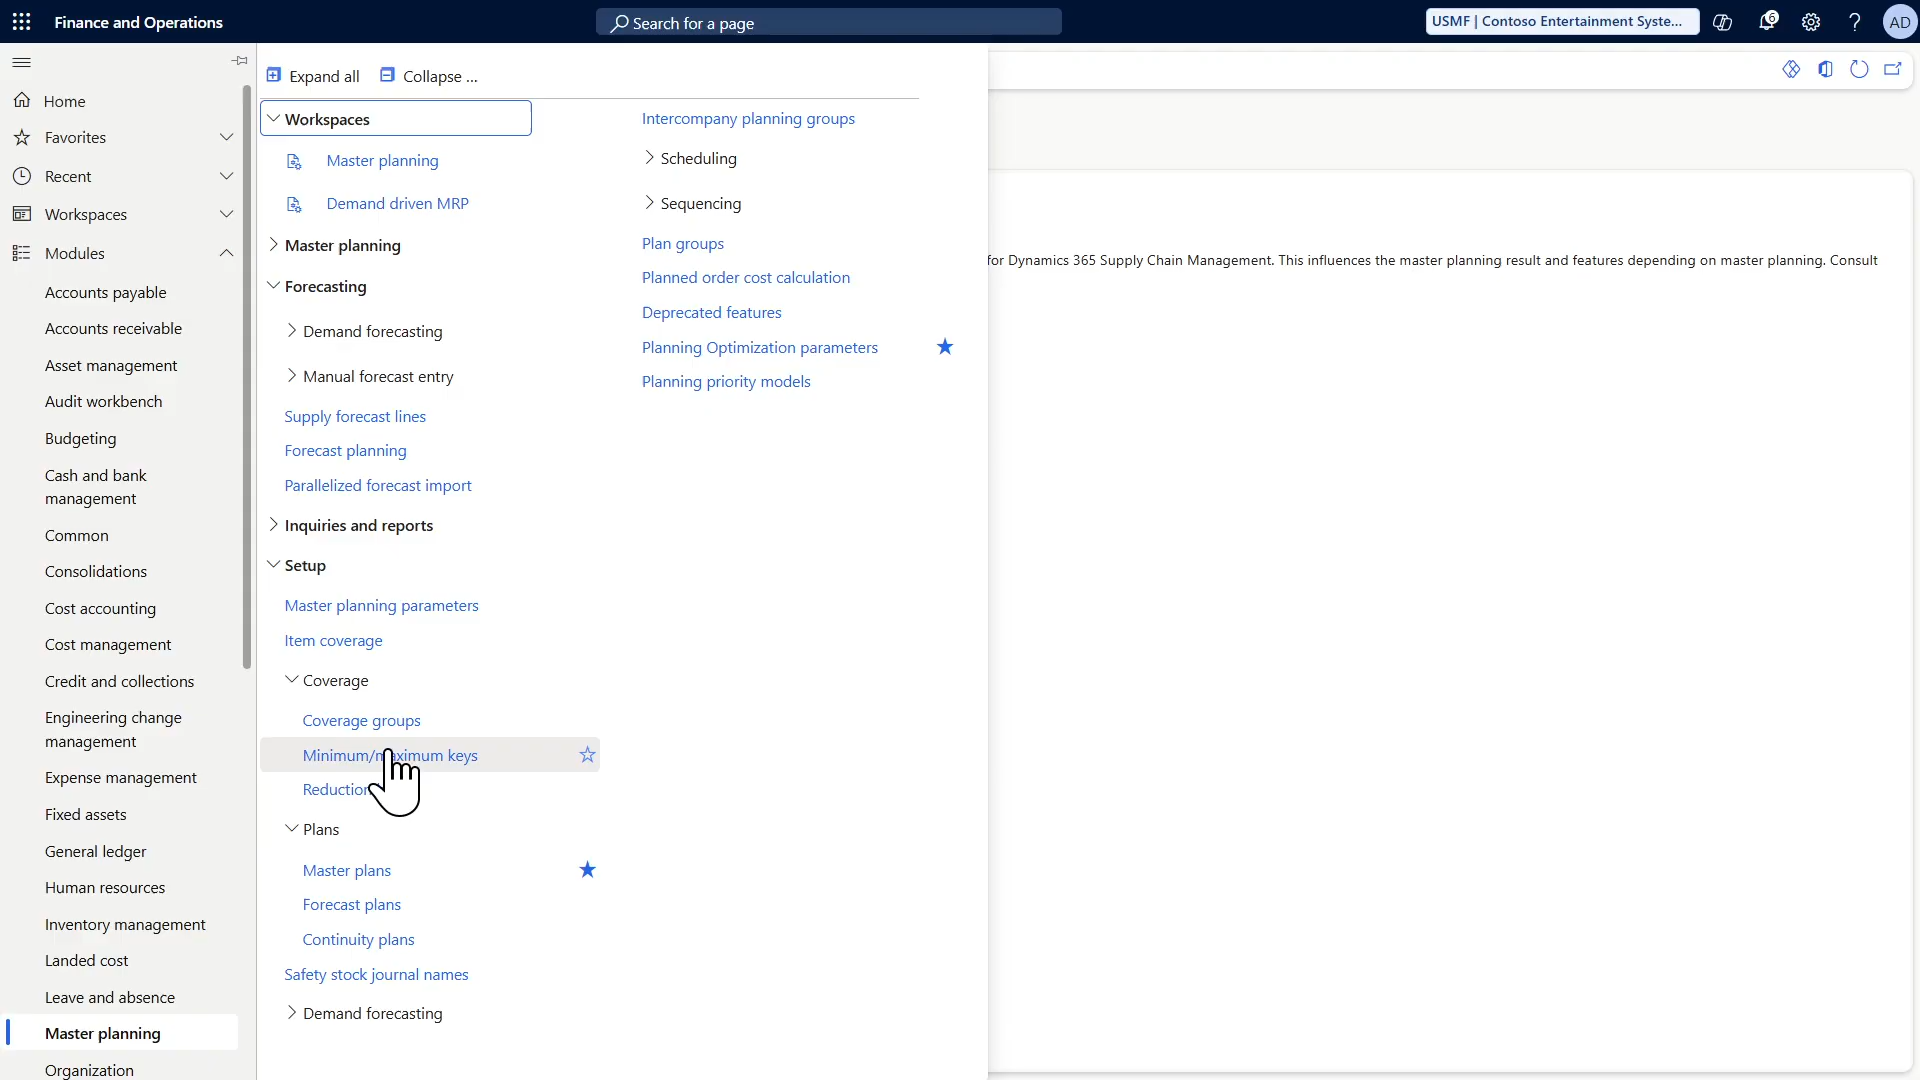 Finance and Operations
Search for a page
USMF | Contoso Entertainment Syste...
6
AD
Expand all
Collapse ...
Home
Favorites
Recent
Workspaces
Modules
Accounts payable
Accounts receivable
Asset management
Audit workbench
Budgeting
Cash and bank
management
Common
Consolidations
Cost accounting
Cost management
Credit and collections
Engineering change
management
Expense management
Fixed assets
General ledger
Human resources
Inventory management
Landed cost
Leave and absence
Master planning
Organization
Workspaces
Master planning
Demand driven MRP
Master planning
Forecasting
Demand forecasting
Manual forecast entry
Supply forecast lines
Forecast planning
Parallelized forecast import
Inquiries and reports
Setup
Master planning parameters
Item coverage
Coverage
Coverage groups
Minimum/maximum keys
Reduction
Plans
Master plans
Forecast plans
Continuity plans
Safety stock journal names
Demand forecasting
Intercompany planning groups
Scheduling
Sequencing
Plan groups
Planned order cost calculation
Deprecated features
Planning Optimization parameters
Planning priority models
for Dynamics 365 Supply Chain Management. This influences the master planning result and features depending on master planning. Consult